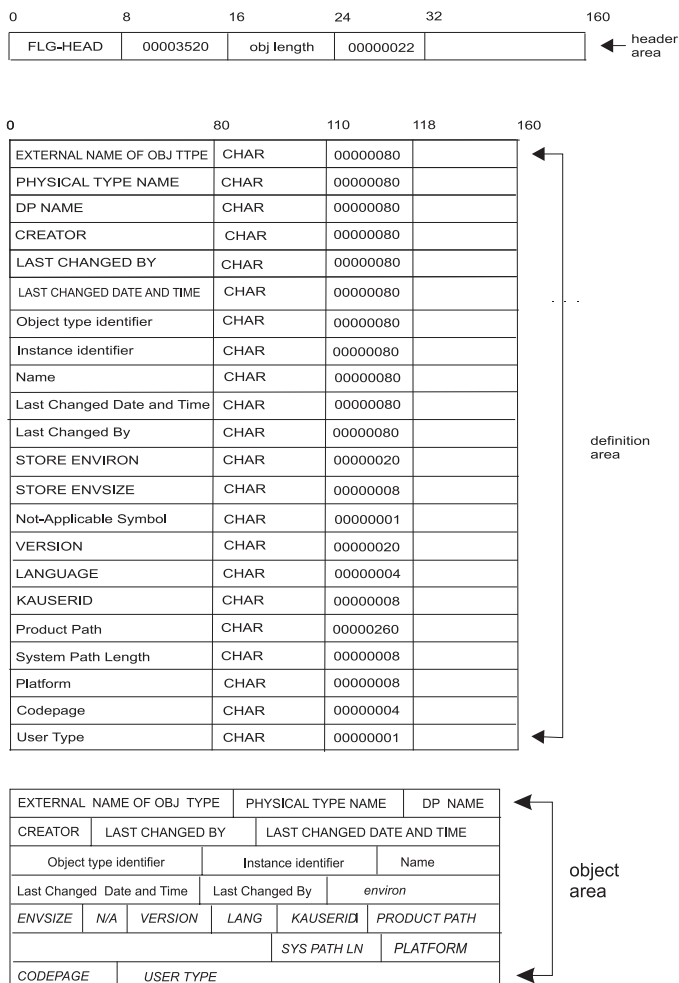 0 8 16 24 32 160
FLG-HEAD 00003520 obj length 00000022
header
area
0 80 110 118 160
EXTERNAL NAME OF OBJ TTPE CHAR 00000080
PHYSICAL TYPE NAME CHAR 00000080
DP NAME CHAR 00000080
CREATOR CHAR 00000080
LAST CHANGED BY CHAR 00000080
LAST CHANGED DATE AND TIME CHAR 00000080
Object type identifier CHAR 00000080
Instance identifier CHAR 00000080
Name CHAR 00000080
Last Changed Date and Time CHAR 00000080
Last Changed By CHAR 00000080
STORE ENVIRON CHAR 00000020
STORE ENVSIZE CHAR 00000008
Not-Applicable Symbol CHAR 00000001
VERSION CHAR 00000020
LANGUAGE CHAR 00000004
KAUSERID CHAR 00000008
Product Path CHAR 00000260
System Path Length CHAR 00000008
Platform CHAR 00000008
Codepage CHAR 00000004
User Type CHAR 00000001
definition
area
EXTERNAL NAME OF OBJ TYPE PHYSICAL TYPE NAME DP NAME
CREATOR LAST CHANGED BY LAST CHANGED DATE AND TIME
Object type identifier Instance identifier Name
Last Changed Date and Time Last Changed By environ
ENVSIZE N/A VERSION LANG KAUSERID PRODUCT PATH
SYS PATH LN PLATFORM
CODEPAGE USER TYPE
object
area